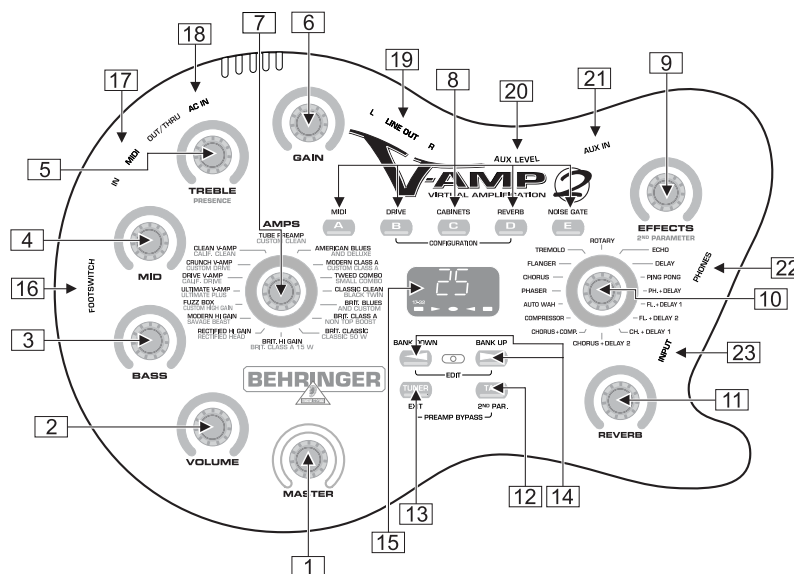 7
6
18
19
8
20
21
9
17
5
4
16
3
2
1
15
13
12
14
11
10
22
23
IN MIDI OUT/THRU
AC IN
L LINE OUT R
AUX LEVEL
AUX IN
PHONES
INPUT
FOOTSWITCH
TREBLE
PRESENCE
GAIN
MID
BASS
VOLUME
MASTER
V-AMP 2
VIRTUAL AMPLIFICATION
MIDI
DRIVE
CABINETS
REVERB
NOISE GATE
A
B
C
D
E
CONFIGURATION
AMPS
TUBE PREAMP
CUSTOM CLEAN
CLEAN V-AMP
CALIF. CLEAN
CRUNCH V-AMP
CUSTOM DRIVE
DRIVE V-AMP
CALIF. DRIVE
ULTIMATE V-AMP
ULTIMATE PLUS
FUZZ BOX
CUSTOM HIGH GAIN
MODERN HI GAIN
SAVAGE BEAST
RECTIFIED HI GAIN
RECTIFIED HEAD
BRIT. HI GAIN
BRIT. CLASS A 15 W
AMERICAN BLUES
AND DELUXE
MODERN CLASS A
CUSTOM CLASS A
TWEED COMBO
SMALL COMBO
CLASSIC CLEAN
BLACK TWIN
BRIT. BLUES
AND CUSTOM
BRIT. CLASS A
NON TOP BOOST
BRIT. CLASSIC
CLASSIC 50 W
25
BANK DOWN
BANK UP
EDIT
TUNER
TAP
EXIT
2ND PAR.
PREAMP BYPASS
BEHRINGER
EFFECTS
2ND PARAMETER
ROTARY
TREMOLO
FLANGER
CHORUS
PHASER
AUTO WAH
COMPRESSOR
CHORUS+COMP.
CHORUS+DELAY 2
ECHO
DELAY
PING PONG
PH.+DELAY
FL.+DELAY 1
FL.+DELAY 2
CH.+DELAY 1
REVERB